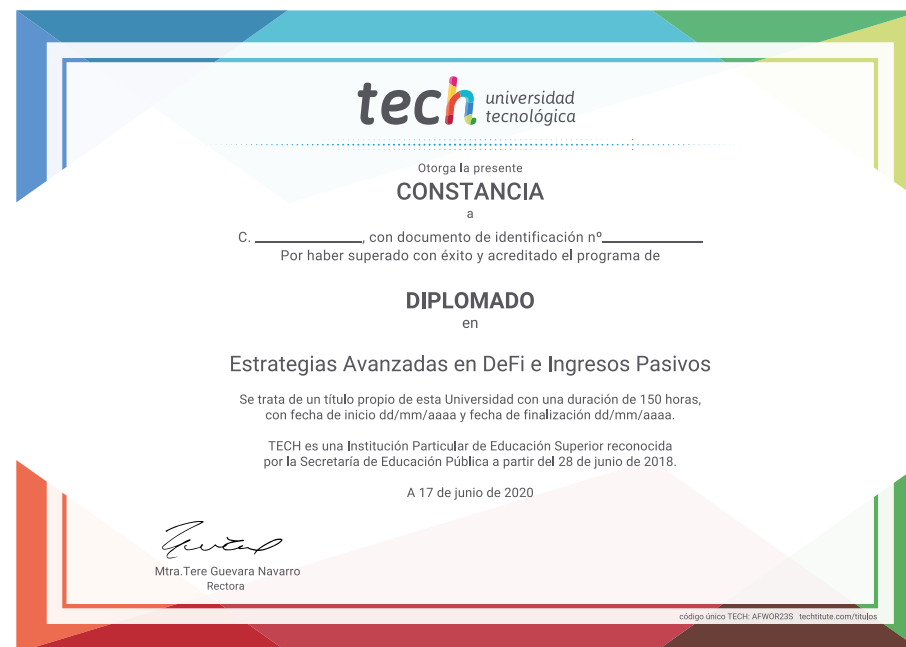 tech universidad
tecnológica
Otorga la presente
CONSTANCIA
a
C. ____________, con documento de identificación nº____________
Por haber superado con éxito y acreditado el programa de
DIPLOMADO
en
Estrategias Avanzadas en DeFi e Ingresos Pasivos
Se trata de un título propio de esta Universidad con una duración de 150 horas,
con fecha de inicio dd/mm/aaaa y fecha de finalización dd/mm/aaaa.
TECH es una Institución Particular de Educación Superior reconocida
por la Secretaría de Educación Pública a partir del 28 de junio de 2018.
A 17 de junio de 2020
Mtra.Tere Guevara Navarro
Rectora
código único TECH: AFWOR23S techtitute.com/titulos